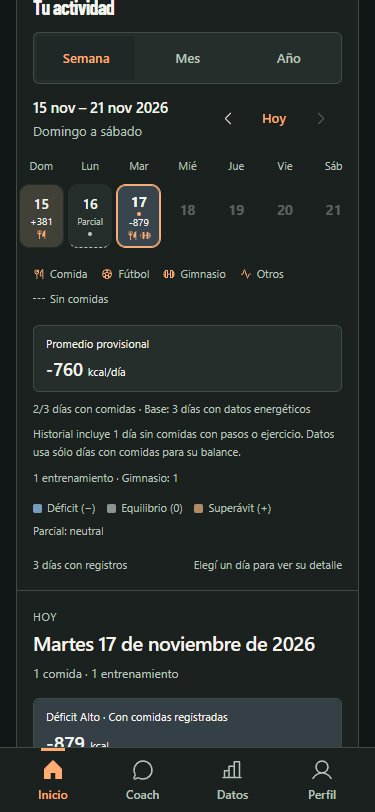 Tu actividad
Semana Mes Año
15 nov – 21 nov 2026
Domingo a sábado
Hoy
Dom Lun Mar Mié Jue Vie Sáb
15 16 17 18 19 20 21
+381 Parcial -879
Comida Fútbol Gimnasio Otros
--- Sin comidas
Promedio provisional
-760 kcal/día
2/3 días con comidas · Base: 3 días con datos energéticos
Historial incluye 1 día sin comidas con pasos o ejercicio. Datos
usa sólo días con comidas para su balance.
1 entrenamiento · Gimnasio: 1
Déficit (−) Equilibrio (0) Superávit (+)
Parcial: neutral
3 días con registros Elegí un día para ver su detalle
HOY
Martes 17 de noviembre de 2026
1 comida · 1 entrenamiento
Déficit Alto · Con comidas registradas
-879 kcal
Inicio Coach Datos Perfil